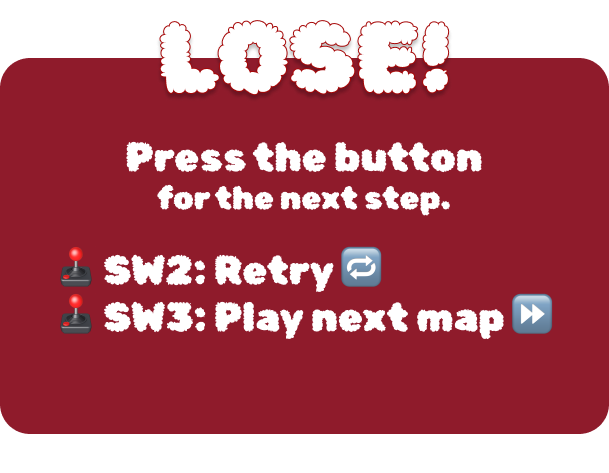 LOSE!
Press the button
for the next step.
🕹️ SW2: Retry 🔁
🕹️ SW3: Play next map ⏩